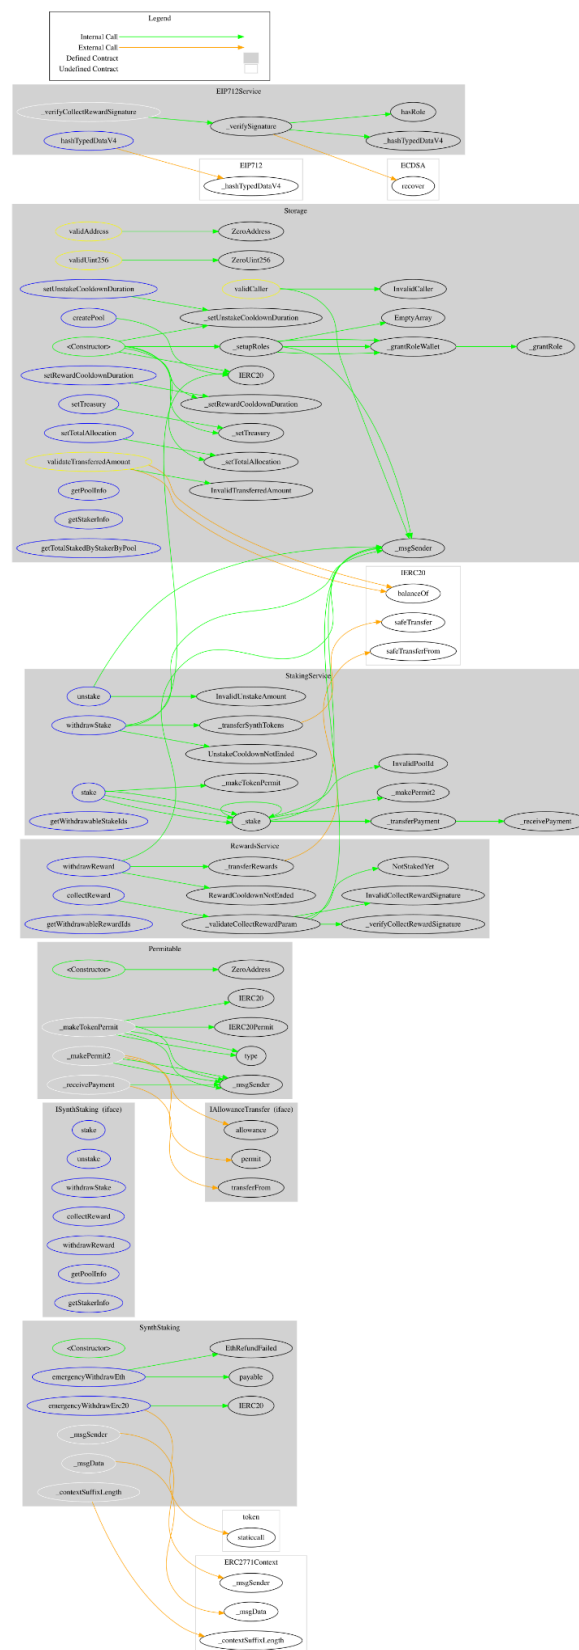 Legend
Internal Call
External Call
Defined Contract
Undefined Contract
EIP712Service
_verifyCollectRewardSignature
hashTypedDataV4
_verifySignature
hasRole
_hashTypedDataV4
EIP712
_hashTypedDataV4
ECDSA
recover
Storage
validAddress
ZeroAddress
validUint256
ZeroUint256
setUnstakeCooldownDuration
validCaller
InvalidCaller
createPool
_setUnstakeCooldownDuration
EmptyArray
<Constructor>
_setupRoles
_grantRoleWallet
_grantRole
setRewardCooldownDuration
IERC20
_setRewardCooldownDuration
setTreasury
_setTreasury
setTotalAllocation
_setTotalAllocation
validateTransferredAmount
InvalidTransferredAmount
getPoolInfo
getStakerInfo
getTotalStakedByStakerByPool
_msgSender
IERC20
balanceOf
safeTransfer
safeTransferFrom
StakingService
unstake
InvalidUnstakeAmount
withdrawStake
_transferSynthTokens
UnstakeCooldownNotEnded
InvalidPoolId
stake
_makeTokenPermit
_makePermit2
getWithdrawableStakeIds
_stake
_transferPayment
_receivePayment
RewardsService
withdrawReward
_transferRewards
NotStakedYet
collectReward
RewardCooldownNotEnded
InvalidCollectRewardSignature
getWithdrawableRewardIds
_validateCollectRewardParam
_verifyCollectRewardSignature
Permitable
<Constructor>
ZeroAddress
IERC20
_makeTokenPermit
IERC20Permit
_makePermit2
type
_receivePayment
_msgSender
ISynthStaking (iface)
stake
unstake
withdrawStake
collectReward
withdrawReward
getPoolInfo
getStakerInfo
IAllowanceTransfer (iface)
allowance
permit
transferFrom
SynthStaking
<Constructor>
EthRefundFailed
emergencyWithdrawEth
payable
emergencyWithdrawErc20
IERC20
_msgSender
_msgData
_contextSuffixLength
token
staticcall
ERC2771Context
_msgSender
_msgData
_contextSuffixLength